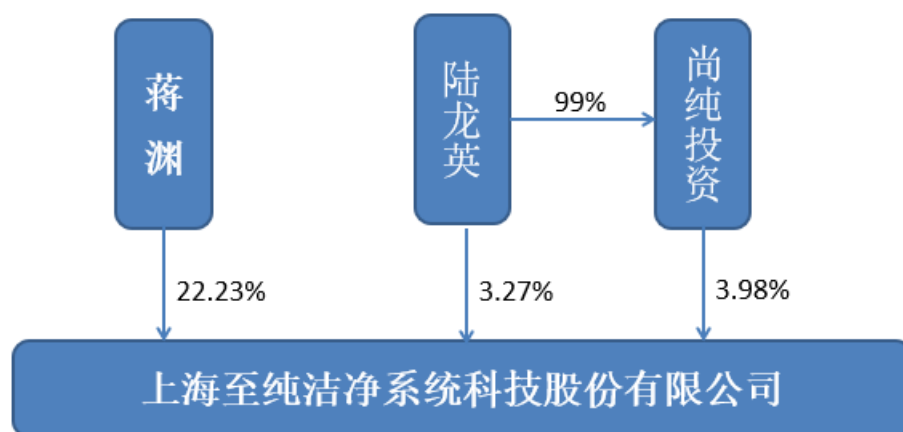 蒋渊
陆龙英
尚纯投资
99%
22.23%
3.27%
3.98%
上海至纯洁净系统科技股份有限公司